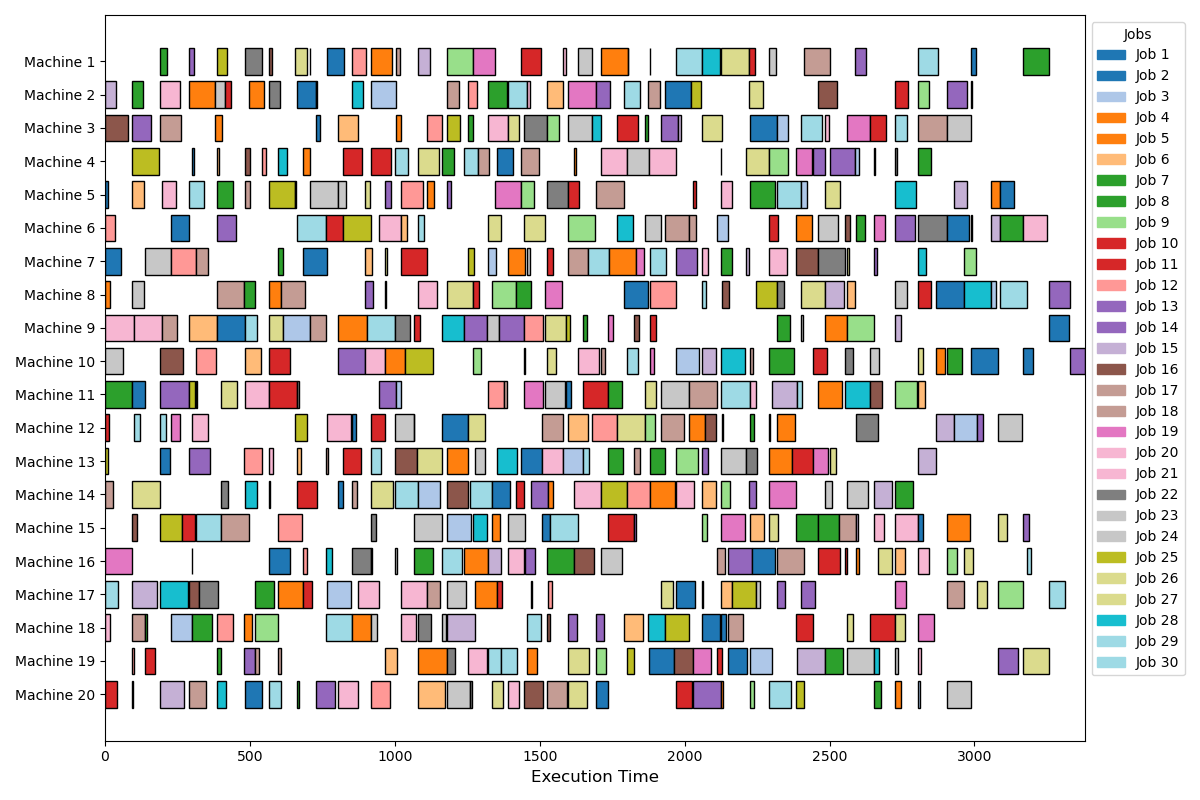 Machine 1
Machine 2
Machine 3
Machine 4
Machine 5
Machine 6
Machine 7
Machine 8
Machine 9
Machine 10
Machine 11
Machine 12
Machine 13
Machine 14
Machine 15
Machine 16
Machine 17
Machine 18
Machine 19
Machine 20
0 500 1000 1500 2000 2500 3000
Execution Time
Jobs
Job 1
Job 2
Job 3
Job 4
Job 5
Job 6
Job 7
Job 8
Job 9
Job 10
Job 11
Job 12
Job 13
Job 14
Job 15
Job 16
Job 17
Job 18
Job 19
Job 20
Job 21
Job 22
Job 23
Job 24
Job 25
Job 26
Job 27
Job 28
Job 29
Job 30